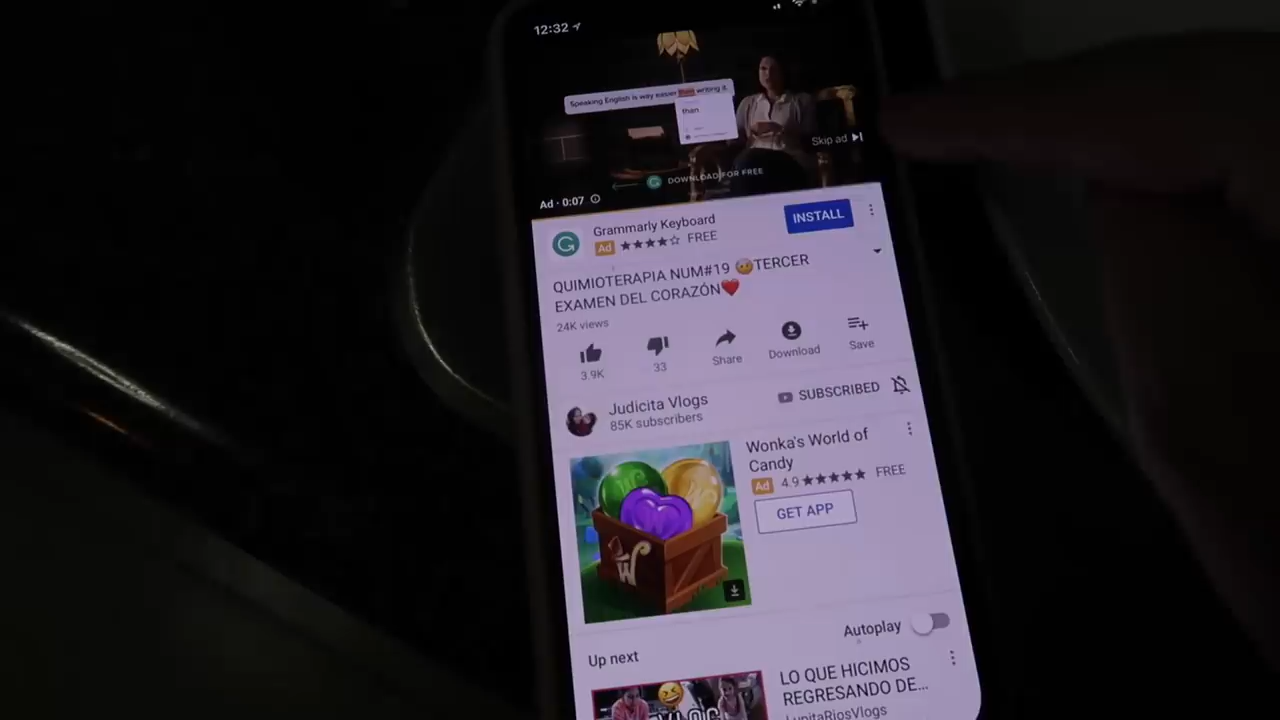 12:32
Speaking English is way easier then writing it.
than
Skip ad
DOWNLOAD FOR FREE
Ad · 0:07
Grammarly Keyboard
INSTALL
Ad ★★★★☆ FREE
QUIMIOTERAPIA NUM#19 🤕TERCER
EXAMEN DEL CORAZÓN❤️
24K views
3.9K
33
Share
Download
Save
Judicita Vlogs
85K subscribers
SUBSCRIBED
Wonka's World of
Candy
Ad 4.9 ★★★★★ FREE
GET APP
W
Autoplay
Up next
LO QUE HICIMOS
REGRESANDO DE...
LupitaRiosVlogs
VLOG